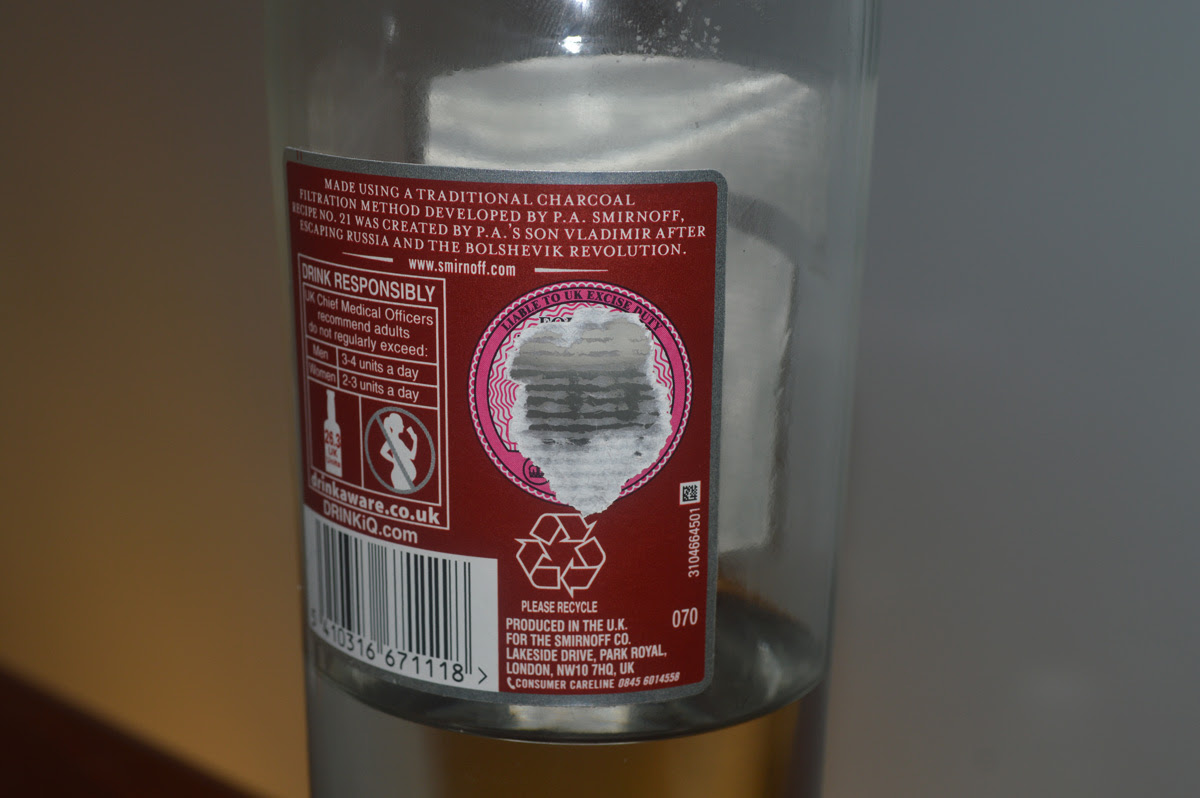 MADE USING A TRADITIONAL CHARCOAL
FILTRATION METHOD DEVELOPED BY P.A. SMIRNOFF,
RECIPE NO. 21 WAS CREATED BY P.A.'S SON VLADIMIR AFTER
ESCAPING RUSSIA AND THE BOLSHEVIK REVOLUTION.
www.smirnoff.com
DRINK RESPONSIBLY
UK Chief Medical Officers
recommend adults
do not regularly exceed:
Men 3-4 units a day
Women 2-3 units a day
26.3
UK
Units
drinkaware.co.uk
DRINKiQ.com
LIABLE TO UK EXCISE DUTY
3104664501
5 410316 671118 >
PLEASE RECYCLE
070
PRODUCED IN THE U.K.
FOR THE SMIRNOFF CO.
LAKESIDE DRIVE, PARK ROYAL,
LONDON, NW10 7HQ, UK
CONSUMER CARELINE 0845 6014558